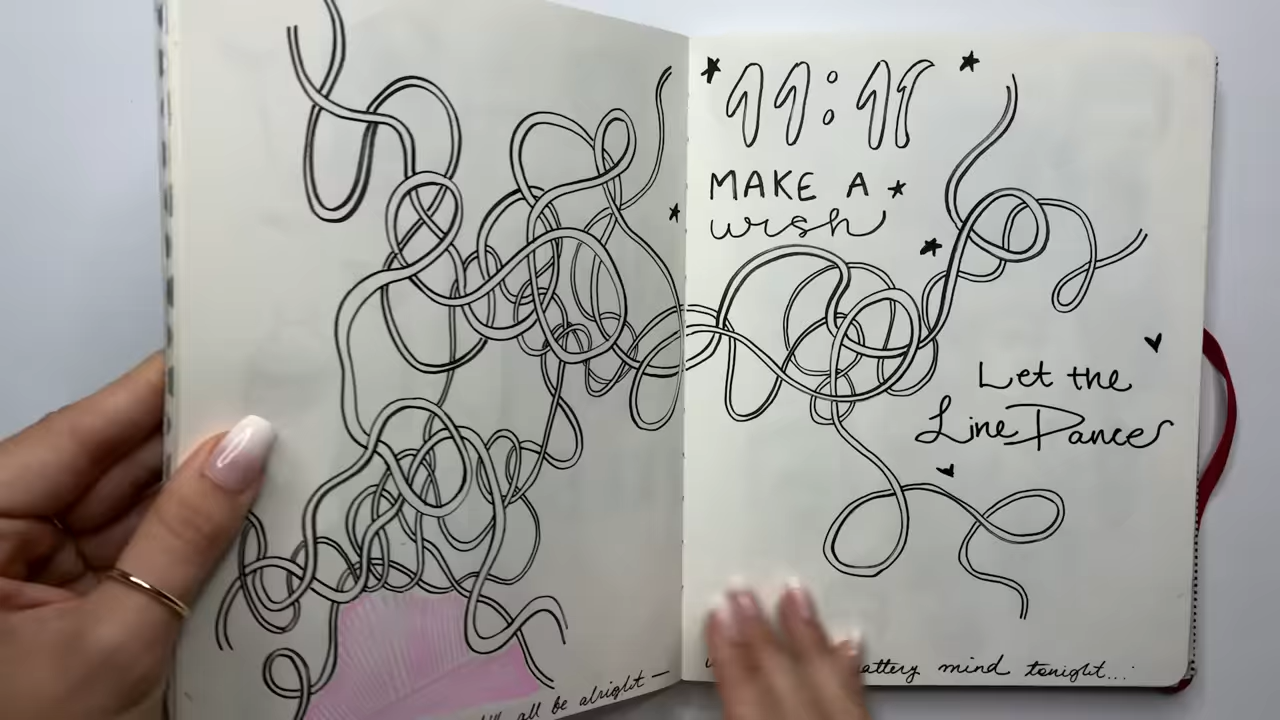 11:11
MAKE A
wish
Let the
Line Dance
all be alright —
mind tonight...